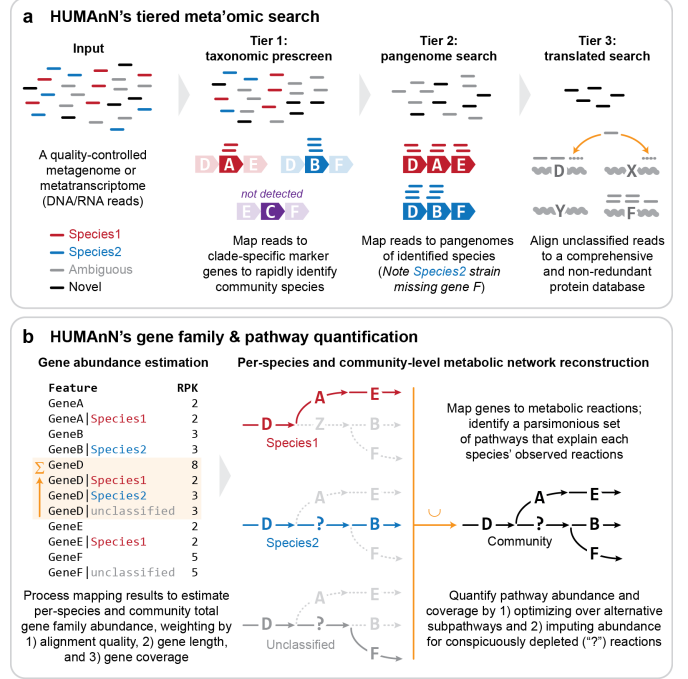 a HUMAnN's tiered meta'omic search
Input
Tier 1:
taxonomic prescreen
Tier 2:
pangenome search
Tier 3:
translated search
A quality-controlled
metagenome or
metatranscriptome
(DNA/RNA reads)
Species1
Species2
Ambiguous
Novel
D A E
D B F
not detected
E C F
Map reads to
clade-specific marker
genes to rapidly identify
community species
D A E
D B F
Map reads to pangenomes
of identified species
(Note Species2 strain
missing gene F)
D
X
Y
F
Align unclassified reads
to a comprehensive
and non-redundant
protein database
b HUMAnN's gene family & pathway quantification
Gene abundance estimation
Feature RPK
GeneA 2
GeneA|Species1 2
GeneB 3
GeneB|Species2 3
Σ GeneD 8
GeneD|Species1 2
GeneD|Species2 3
GeneD|unclassified 3
GeneE 2
GeneE|Species1 2
GeneF 5
GeneF|unclassified 5
Process mapping results to estimate
per-species and community total
gene family abundance, weighting by
1) alignment quality, 2) gene length,
and 3) gene coverage
Per-species and community-level metabolic network reconstruction
A E
D Z B
Species1
F
A E
D ? B
Species2
F
A E
D ? B
Unclassified
F
Map genes to metabolic reactions;
identify a parsimonious set
of pathways that explain each
species' observed reactions
∪
A E
D ? B
Community
F
Quantify pathway abundance and
coverage by 1) optimizing over alternative
subpathways and 2) imputing abundance
for conspicuously depleted ("?") reactions